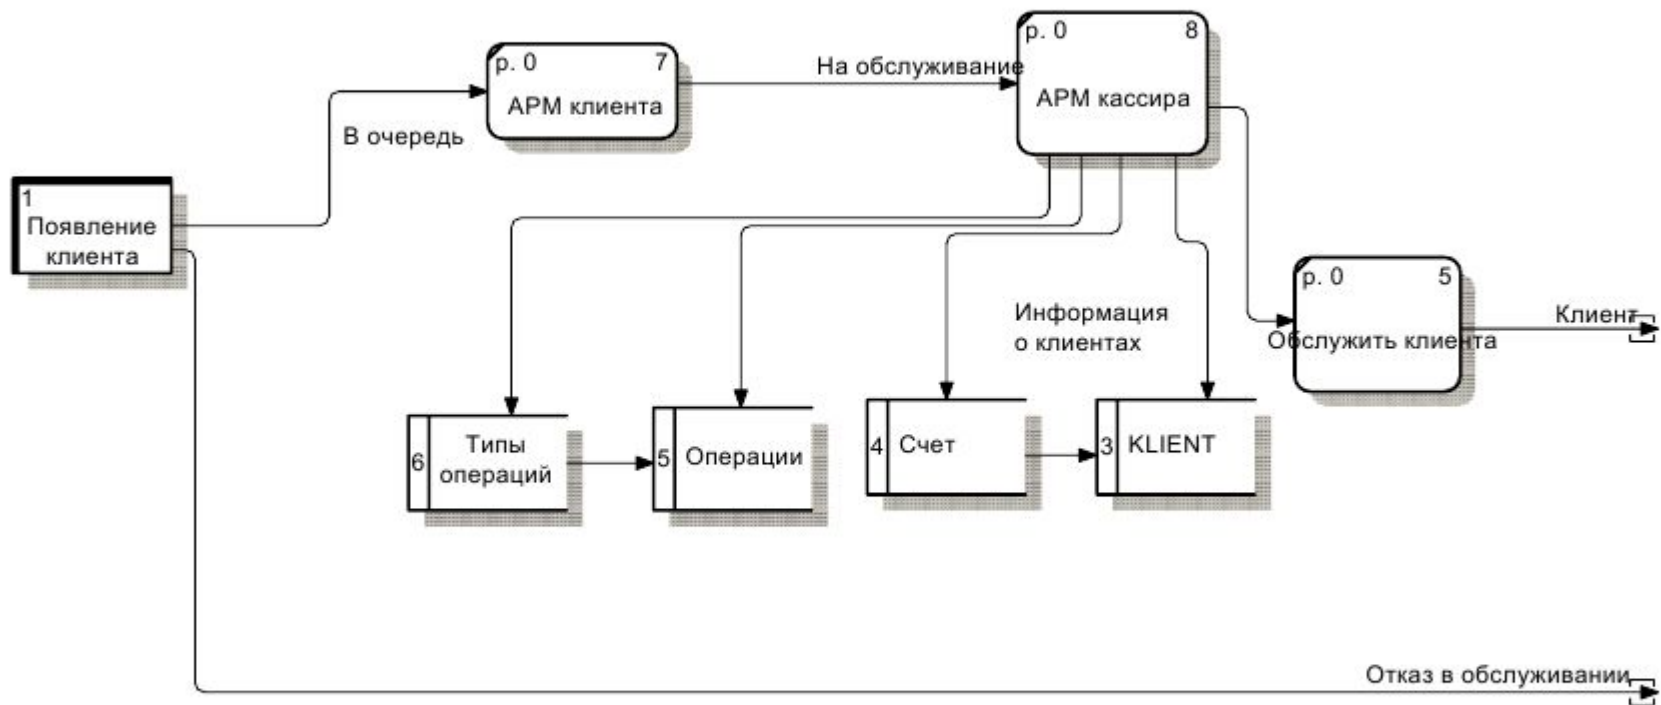 р. 0 8
р. 0 7
На обслуживание
АРМ клиента
АРМ кассира
В очередь
1
Появление
клиента
р. 0 5
Информация
о клиентах
Клиент
Обслужить клиента
6
Типы
операций
5 Операции
4 Счет
3 KLIENT
Отказ в обслуживании